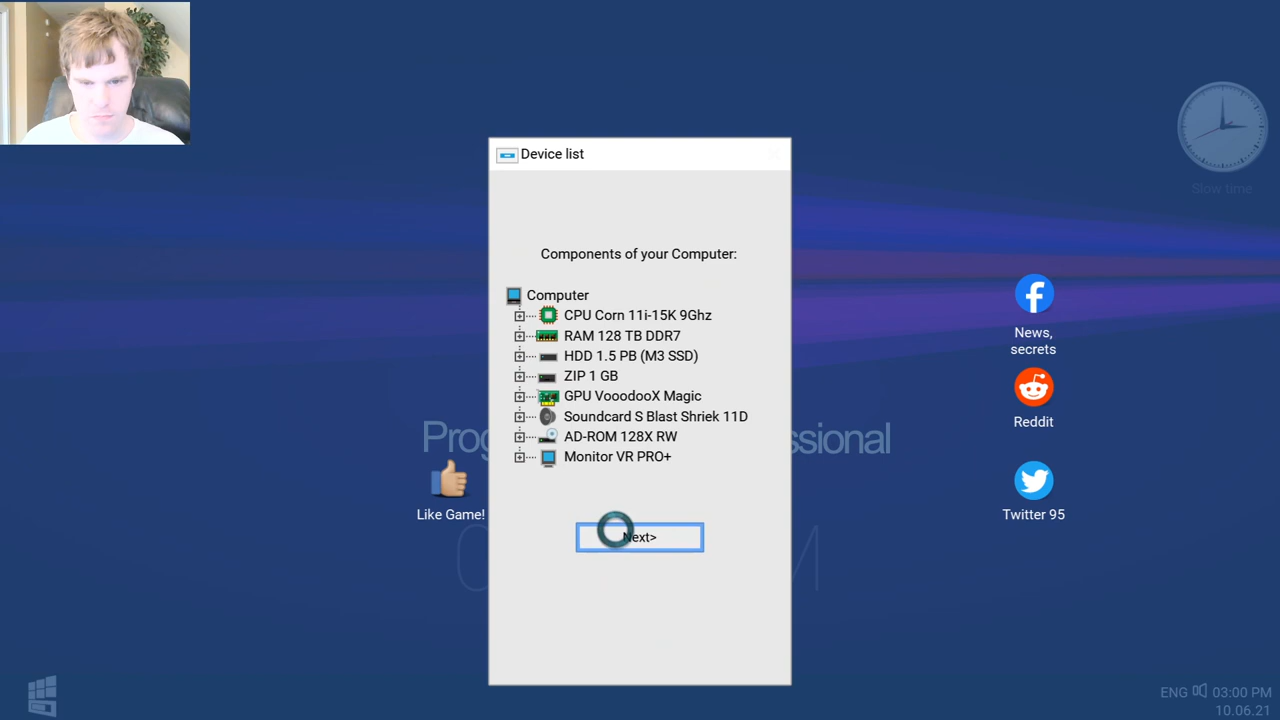 Device list
Slow time
Components of your Computer:
Computer
CPU Corn 11i-15K 9Ghz
RAM 128 TB DDR7
HDD 1.5 PB (M3 SSD)
ZIP 1 GB
GPU VooodooX Magic
Soundcard S Blast Shriek 11D
AD-ROM 128X RW
Monitor VR PRO+
Next>
Like Game!
News,
secrets
Reddit
Twitter 95
ENG 03:00 PM
10.06.21